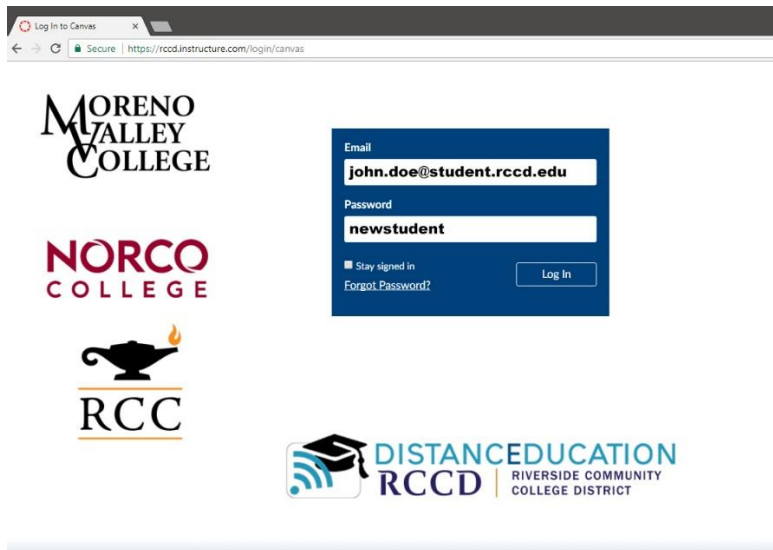 Log In to Canvas
Secure | https://rccd.instructure.com/login/canvas
MORENO
VALLEY
COLLEGE
NORCO
COLLEGE
RCC
Email
john.doe@student.rccd.edu
Password
newstudent
Stay signed in
Forgot Password?
Log In
DISTANCEDUCATION
RCCD | RIVERSIDE COMMUNITY
COLLEGE DISTRICT